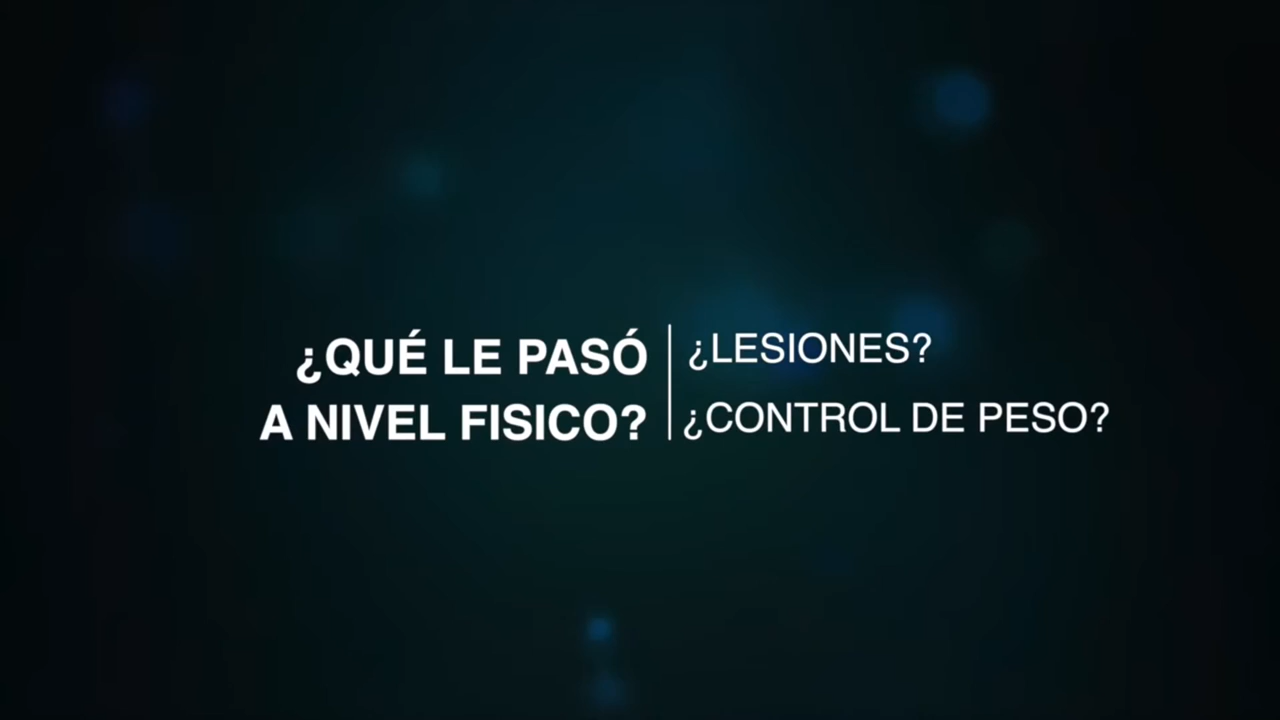 ¿QUÉ LE PASÓ
A NIVEL FISICO?
¿LESIONES?
¿CONTROL DE PESO?